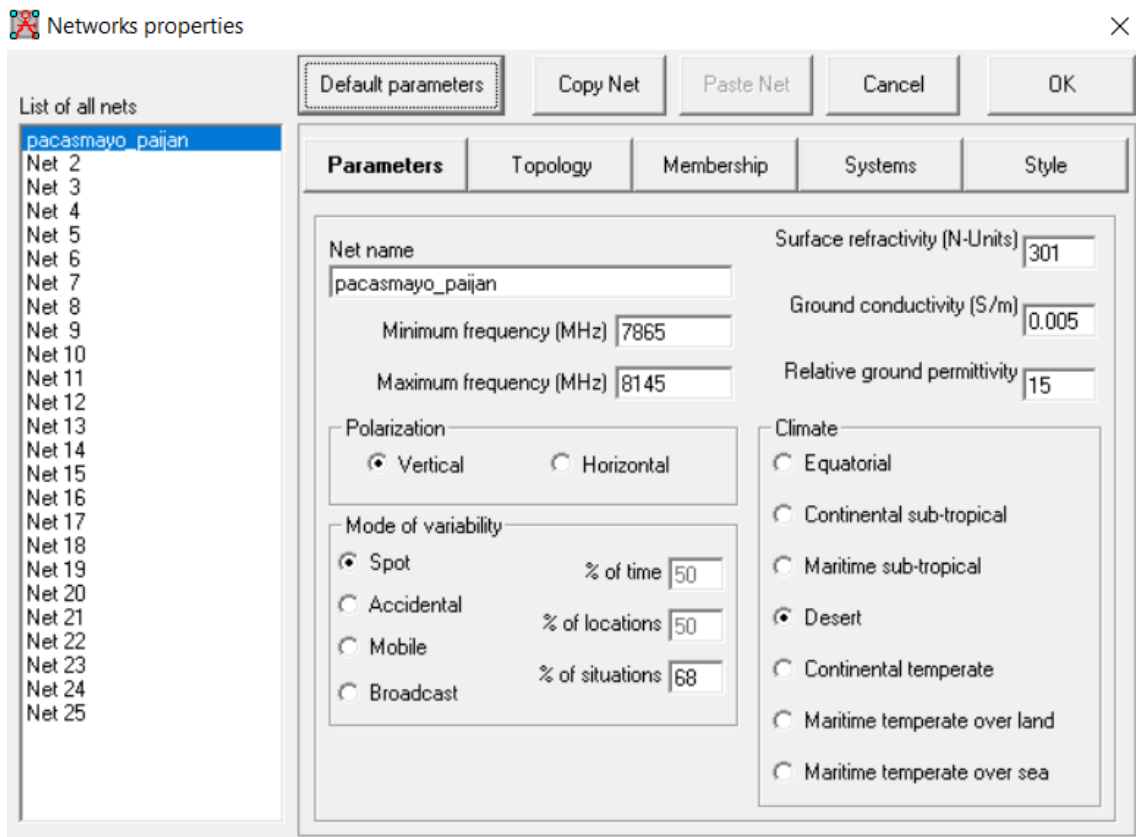 Networks properties
Default parameters Copy Net Paste Net Cancel OK
List of all nets
pacasmayo_paijan
Net 2
Net 3
Net 4
Net 5
Net 6
Net 7
Net 8
Net 9
Net 10
Net 11
Net 12
Net 13
Net 14
Net 15
Net 16
Net 17
Net 18
Net 19
Net 20
Net 21
Net 22
Net 23
Net 24
Net 25
Parameters Topology Membership Systems Style
Net name
pacasmayo_paijan
Minimum frequency (MHz) 7865
Maximum frequency (MHz) 8145
Surface refractivity (N-Units) 301
Ground conductivity (S/m) 0.005
Relative ground permittivity 15
Polarization
Vertical Horizontal
Mode of variability
Spot
Accidental
Mobile
Broadcast
% of time 50
% of locations 50
% of situations 68
Climate
Equatorial
Continental sub-tropical
Maritime sub-tropical
Desert
Continental temperate
Maritime temperate over land
Maritime temperate over sea